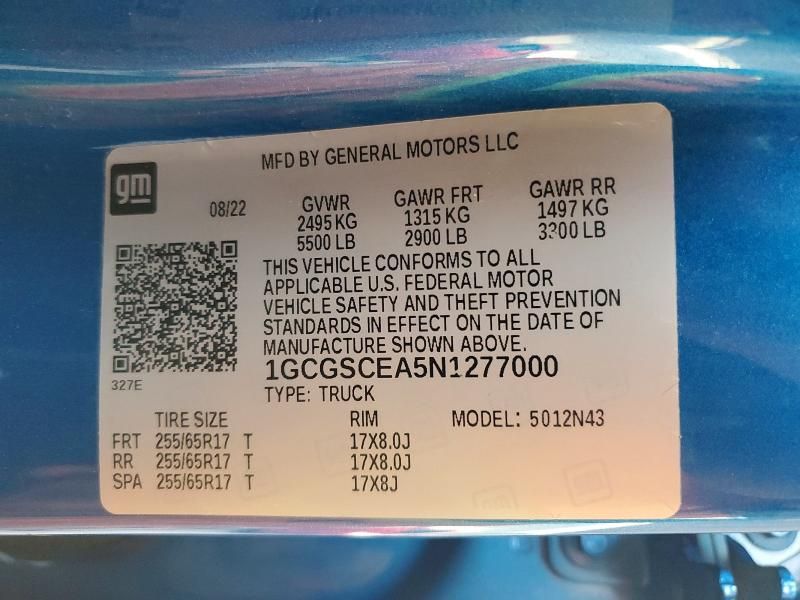 MFD BY GENERAL MOTORS LLC
gm
08/22 GVWR GAWR FRT GAWR RR
2495 KG 1315 KG 1497 KG
5500 LB 2900 LB 3300 LB
THIS VEHICLE CONFORMS TO ALL
APPLICABLE U.S. FEDERAL MOTOR
VEHICLE SAFETY AND THEFT PREVENTION
STANDARDS IN EFFECT ON THE DATE OF
MANUFACTURE SHOWN ABOVE.
1GCGSCEA5N1277000
327E
TYPE: TRUCK
TIRE SIZE RIM MODEL: 5012N43
FRT 255/65R17 T 17X8.0J
RR 255/65R17 T 17X8.0J
SPA 255/65R17 T 17X8J